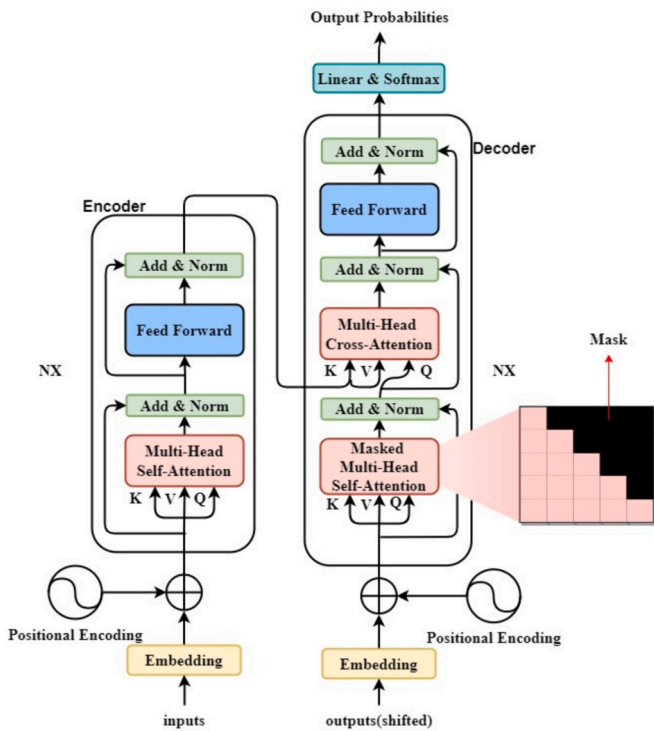 Output Probabilities
Linear & Softmax
Decoder
Add & Norm
Feed Forward
Add & Norm
Multi-Head
Cross-Attention
K V Q
Add & Norm
Masked
Multi-Head
Self-Attention
K V Q
NX
Mask
Positional Encoding
Embedding
outputs(shifted)
Encoder
Add & Norm
Feed Forward
NX
Add & Norm
Multi-Head
Self-Attention
K V Q
Positional Encoding
Embedding
inputs